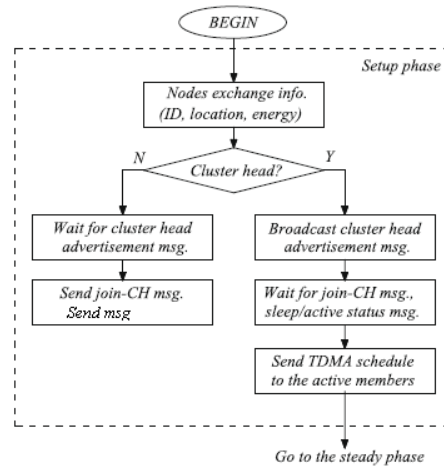 BEGIN
Setup phase
Nodes exchange info.
(ID, location, energy)
N
Y
Cluster head?
Wait for cluster head
advertisement msg.
Broadcast cluster head
advertisement msg.
Send join-CH msg.
Send msg
Wait for join-CH msg.,
sleep/active status msg.
Send TDMA schedule
to the active members
Go to the steady phase